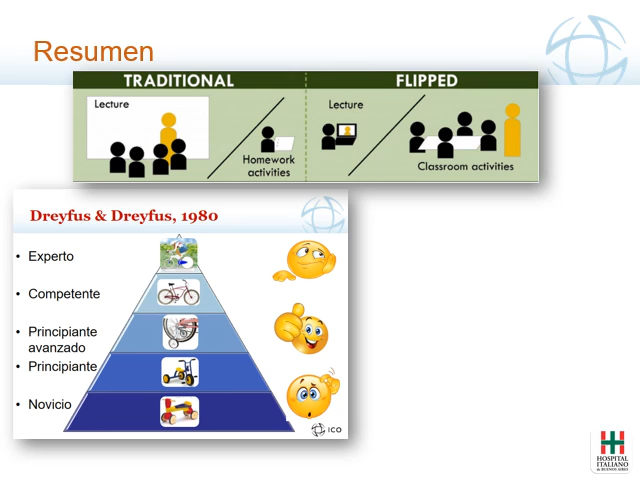 Resumen
TRADITIONAL
FLIPPED
Lecture
Homework
activities
Lecture
Classroom activities
Dreyfus & Dreyfus, 1980
• Experto
• Competente
• Principiante
avanzado
• Principiante
• Novicio
ICO
HOSPITAL
ITALIANO
de BUENOS AIRES